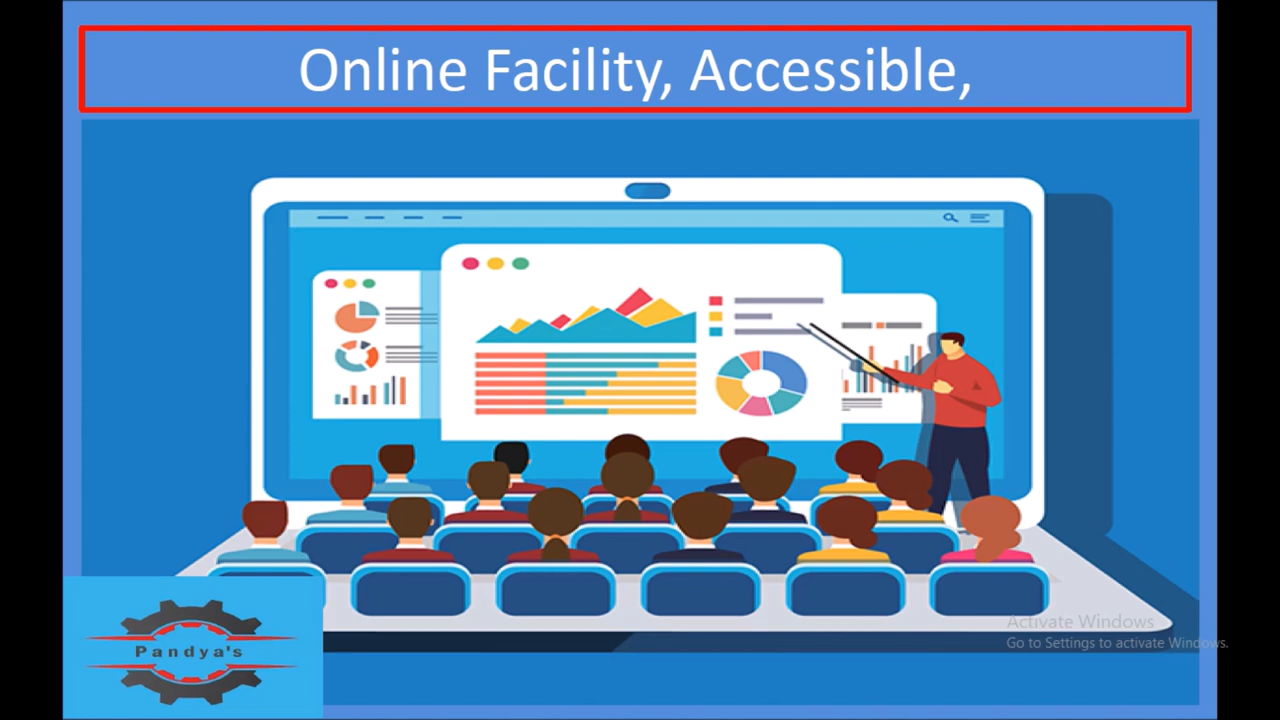 Online Facility, Accessible,
Activate Windows
Go to Settings to activate Windows.
Pandya's